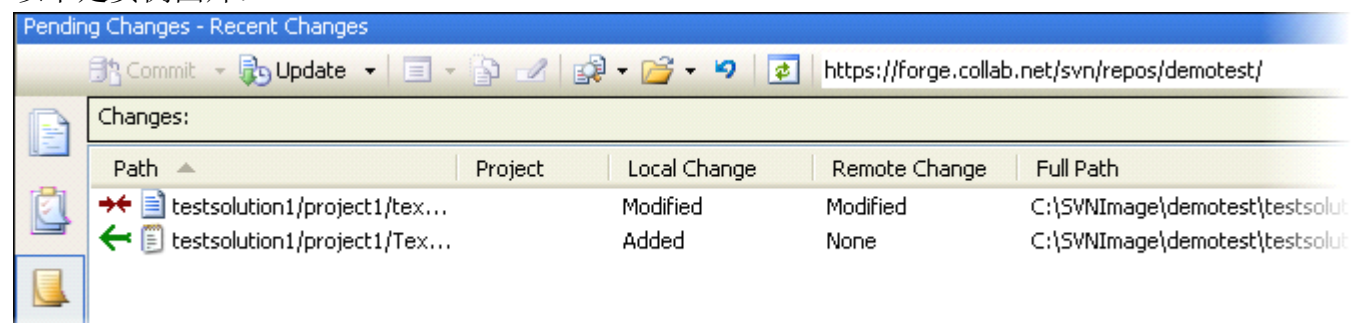 Pending Changes - Recent Changes
Commit Update https://forge.collab.net/svn/repos/demotest/
Changes:
Path Project Local Change Remote Change Full Path
testsolution1/project1/tex... Modified Modified C:\SVNImage\demotest\testsolut
testsolution1/project1/Tex... Added None C:\SVNImage\demotest\testsolut